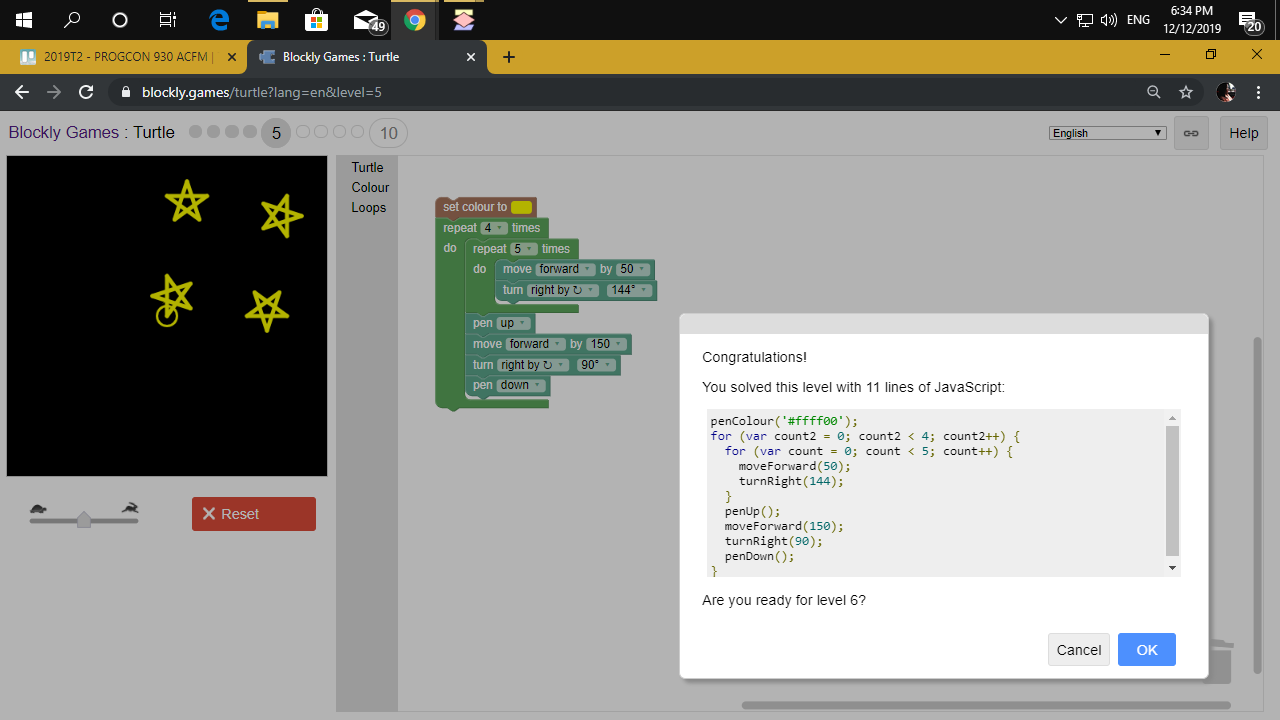 49
ENG
6:34 PM
12/12/2019
20
2019T2 - PROGCON 930 ACFM |
Blockly Games : Turtle
blockly.games/turtle?lang=en&level=5
Blockly Games : Turtle
5
10
English
Help
Turtle
Colour
Loops
set colour to
repeat 4 times
do repeat 5 times
do move forward by 50
turn right by ↻ 144°
pen up
move forward by 150
turn right by ↻ 90°
pen down
Reset
Congratulations!
You solved this level with 11 lines of JavaScript:
penColour('#ffff00');
for (var count2 = 0; count2 < 4; count2++) {
for (var count = 0; count < 5; count++) {
moveForward(50);
turnRight(144);
}
penUp();
moveForward(150);
turnRight(90);
penDown();
}
Are you ready for level 6?
Cancel
OK